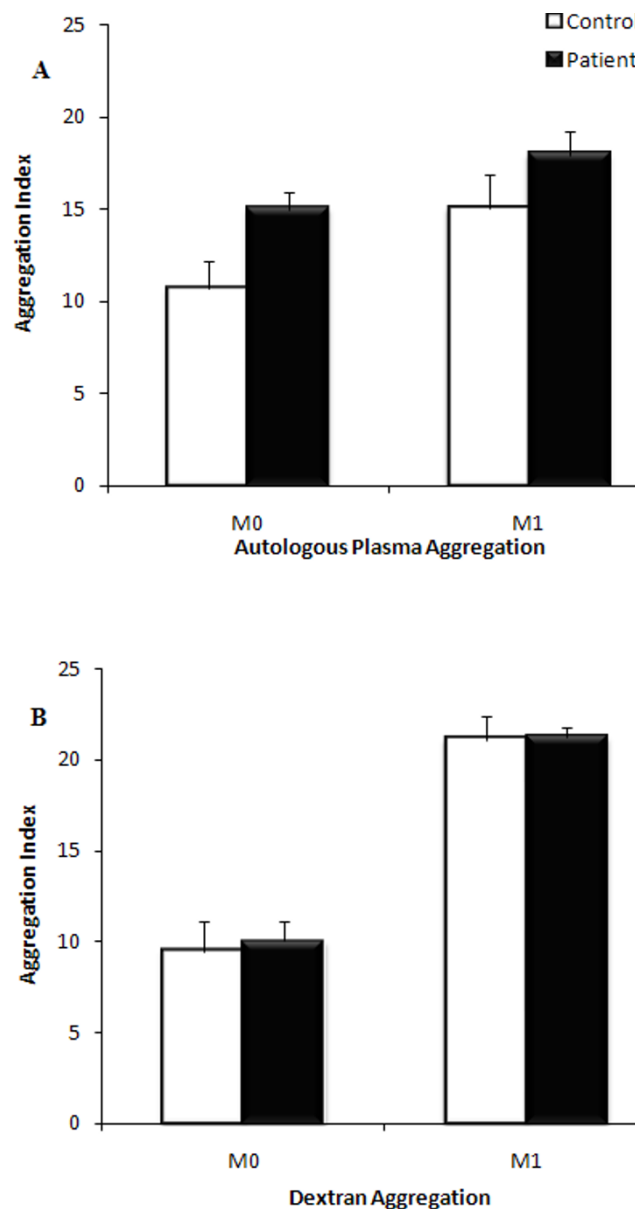 25
Control
Patient
A
20
Aggregation Index
15
10
5
0
M0
M1
Autologous Plasma Aggregation
25
B
20
Aggregation Index
15
10
5
0
M0
M1
Dextran Aggregation